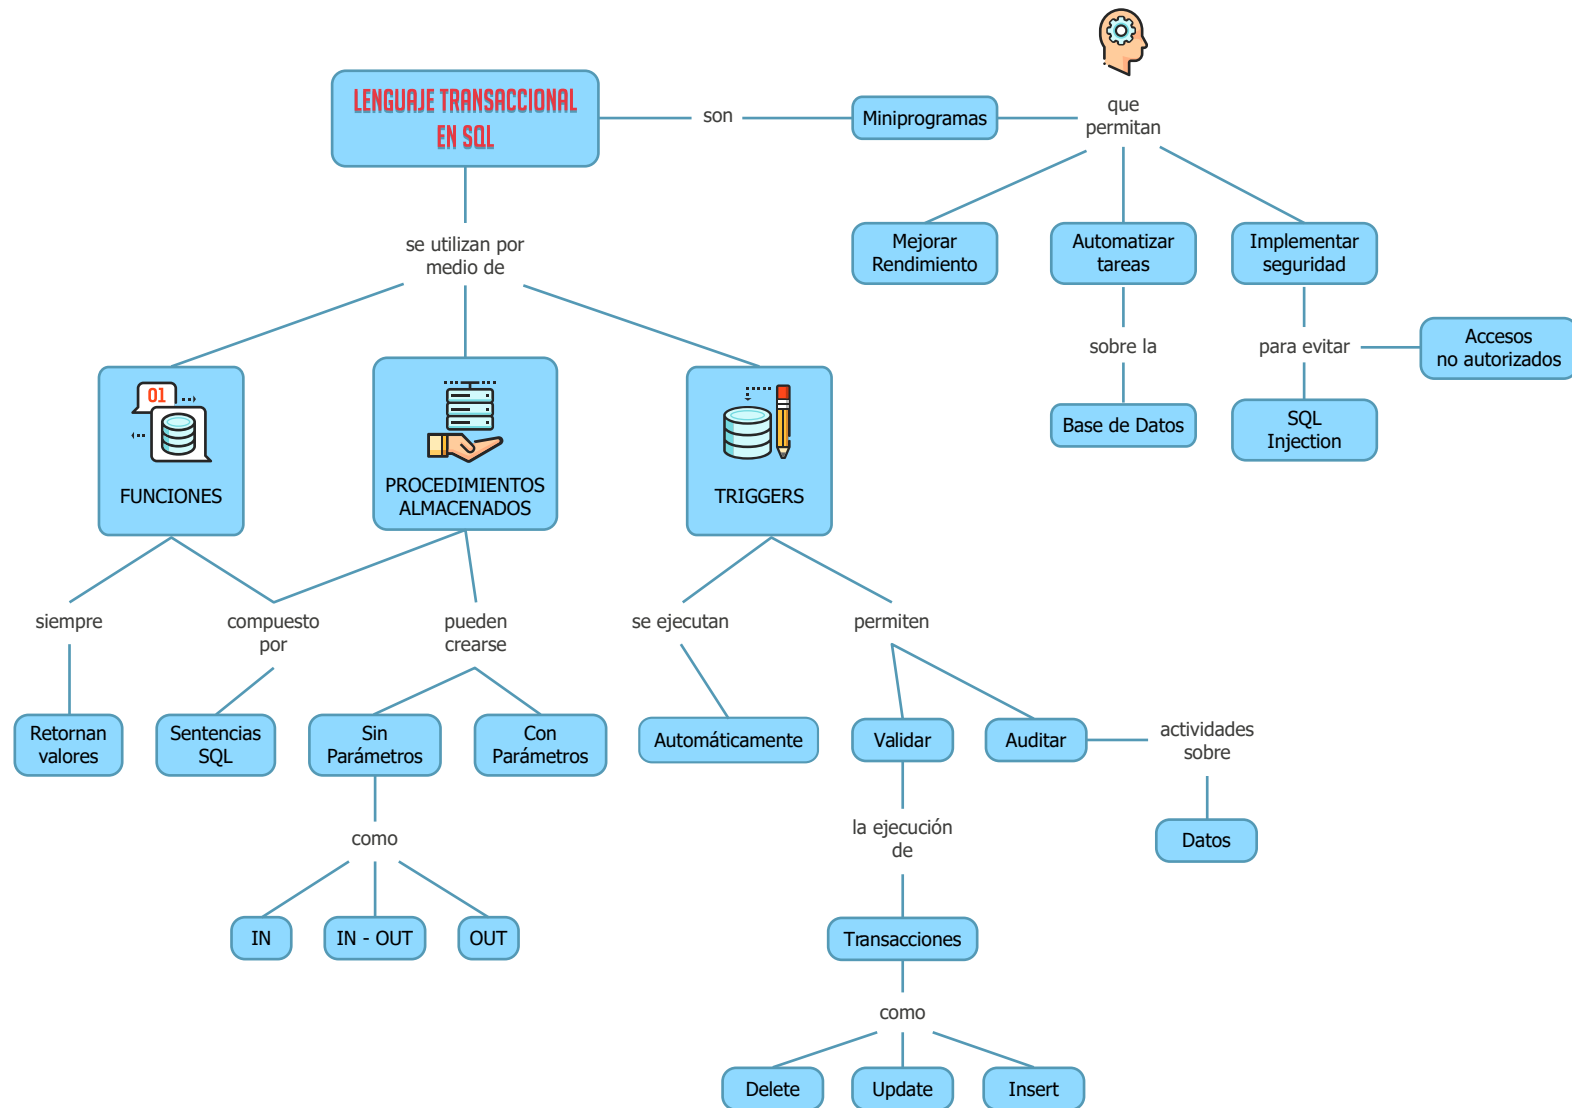 LENGUAJE TRANSACCIONAL
EN SQL
son
Miniprogramas
que
permitan
Mejorar
Rendimiento
Automatizar
tareas
Implementar
seguridad
sobre la
para evitar
Accesos
no autorizados
Base de Datos
SQL
Injection
se utilizan por
medio de
01
FUNCIONES
PROCEDIMIENTOS
ALMACENADOS
TRIGGERS
siempre
compuesto
por
pueden
crearse
se ejecutan
permiten
Retornan
valores
Sentencias
SQL
Sin
Parámetros
Con
Parámetros
Automáticamente
Validar
Auditar
actividades
sobre
como
la ejecución
de
Datos
IN
IN - OUT
OUT
Transacciones
como
Delete
Update
Insert